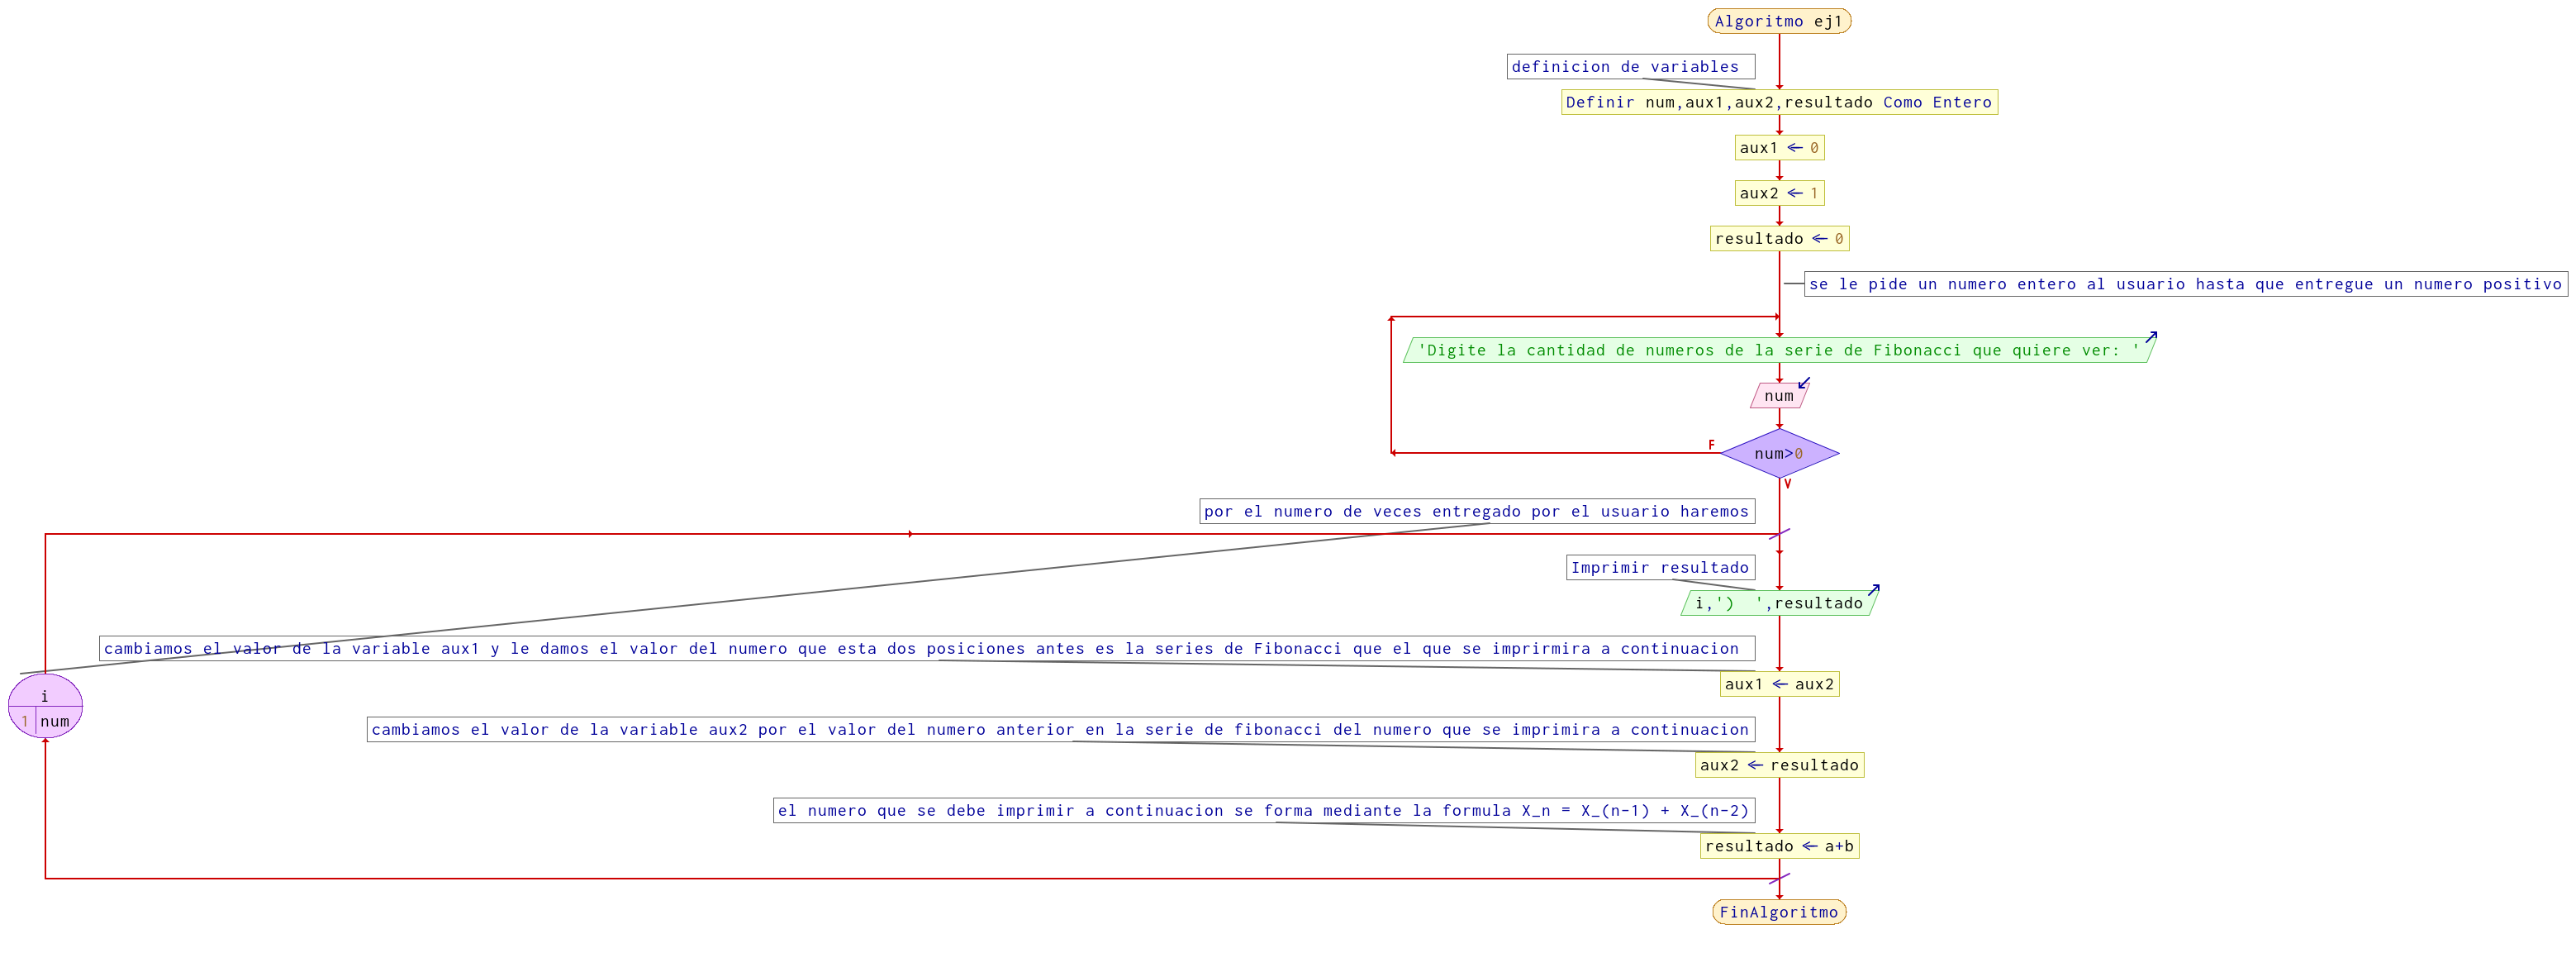 Algoritmo ej1
definicion de variables
Definir num,aux1,aux2,resultado Como Entero
aux1 ← 0
aux2 ← 1
resultado ← 0
se le pide un numero entero al usuario hasta que entregue un numero positivo
'Digite la cantidad de numeros de la serie de Fibonacci que quiere ver: '
num
num>0
F
V
por el numero de veces entregado por el usuario haremos
Imprimir resultado
i,')  ',resultado
cambiamos el valor de la variable aux1 y le damos el valor del numero que esta dos posiciones antes es la series de Fibonacci que el que se imprirmira a continuacion
aux1 ← aux2
i
1 num
cambiamos el valor de la variable aux2 por el valor del numero anterior en la serie de fibonacci del numero que se imprimira a continuacion
aux2 ← resultado
el numero que se debe imprimir a continuacion se forma mediante la formula X_n = X_(n-1) + X_(n-2)
resultado ← a+b
FinAlgoritmo